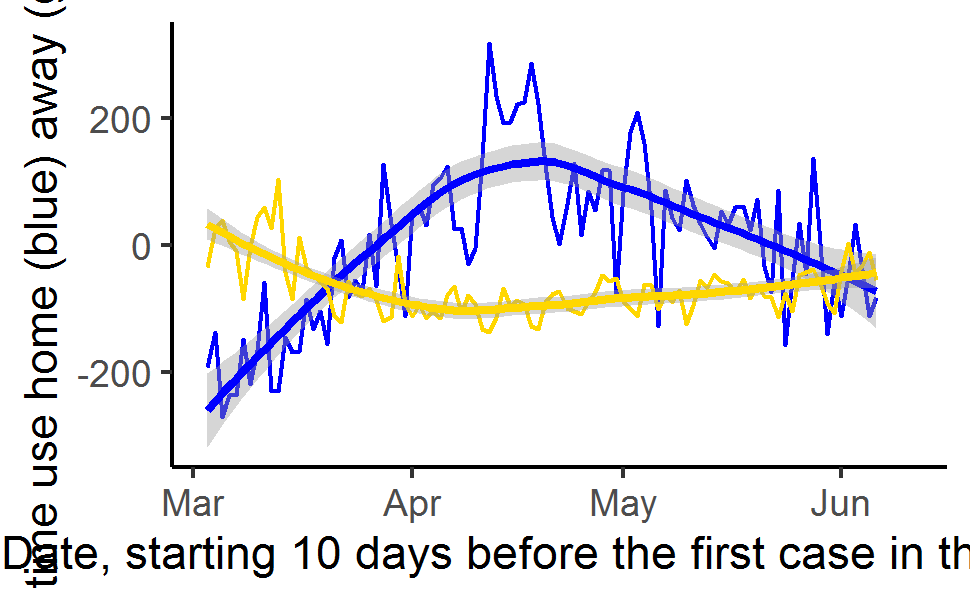 time use home (blue) away (g
200
0
-200
Mar Apr May Jun
Date, starting 10 days before the first case in th